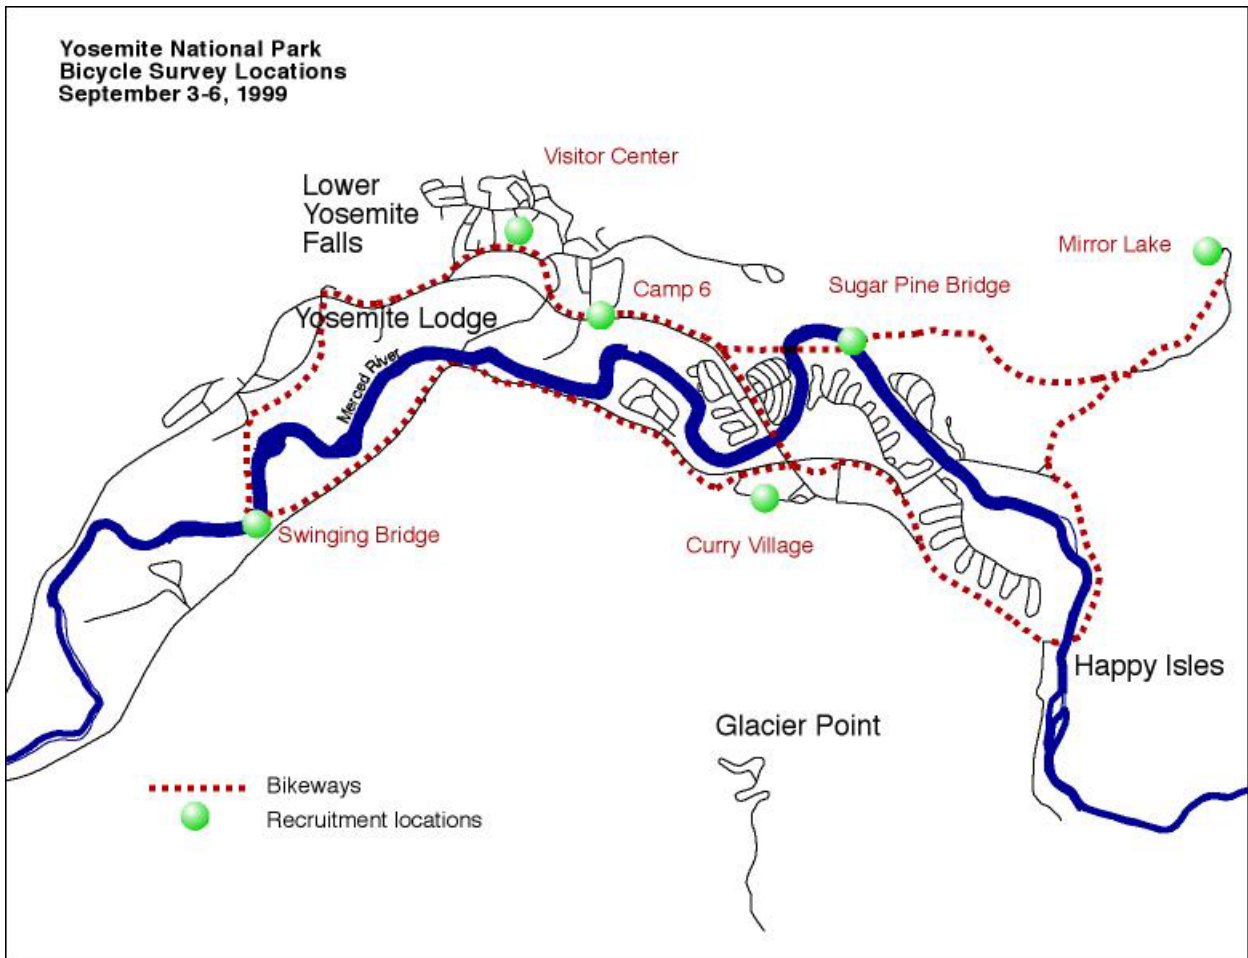 Yosemite National Park
Bicycle Survey Locations
September 3-6, 1999
Visitor Center
Lower
Yosemite
Falls
Mirror Lake
Camp 6
Sugar Pine Bridge
Yosemite Lodge
Merced River
Swinging Bridge
Curry Village
Happy Isles
Glacier Point
Bikeways
Recruitment locations